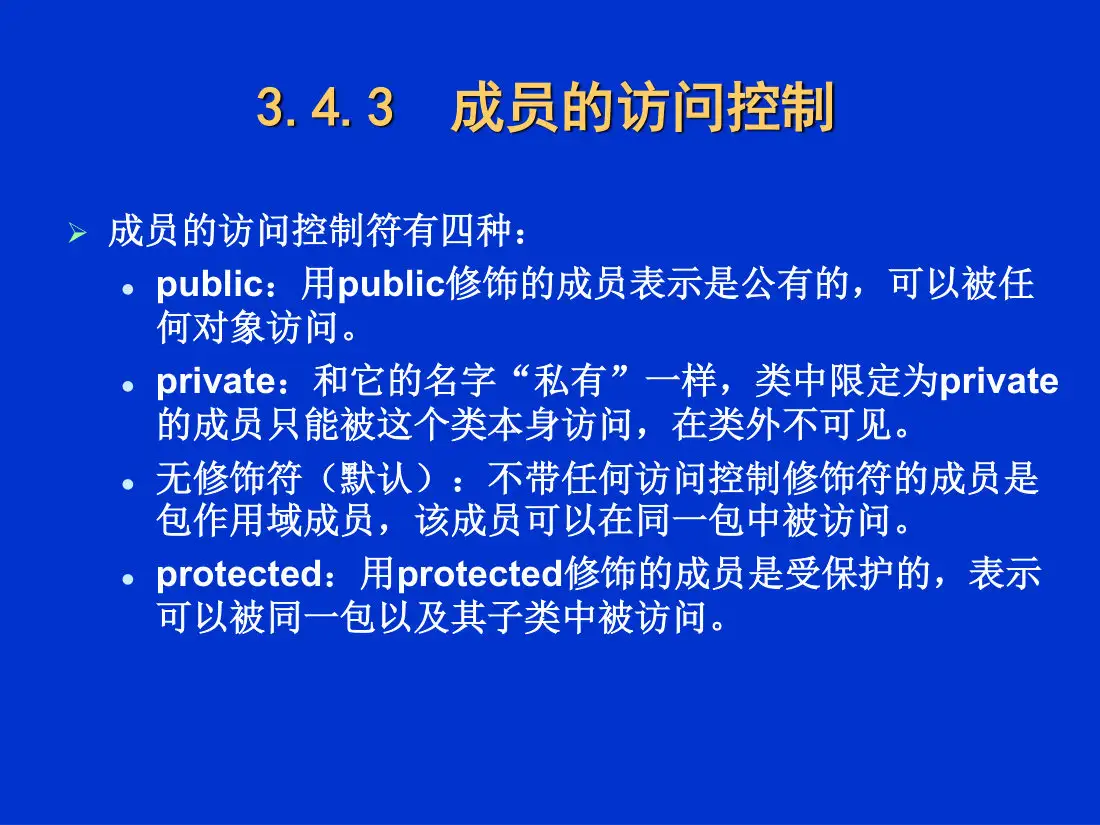 3.4.3 成员的访问控制
成员的访问控制符有四种：
public：用public修饰的成员表示是公有的，可以被任
何对象访问。
private：和它的名字“私有”一样，类中限定为private
的成员只能被这个类本身访问，在类外不可见。
无修饰符（默认）：不带任何访问控制修饰符的成员是
包作用域成员，该成员可以在同一包中被访问。
protected：用protected修饰的成员是受保护的，表示
可以被同一包以及其子类中被访问。